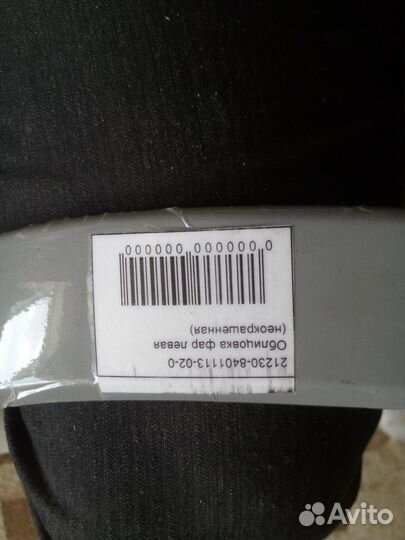 21230-8401113-02-0
Облицовка фар левая
(неокрашенная)
0 000000 000000
Avito